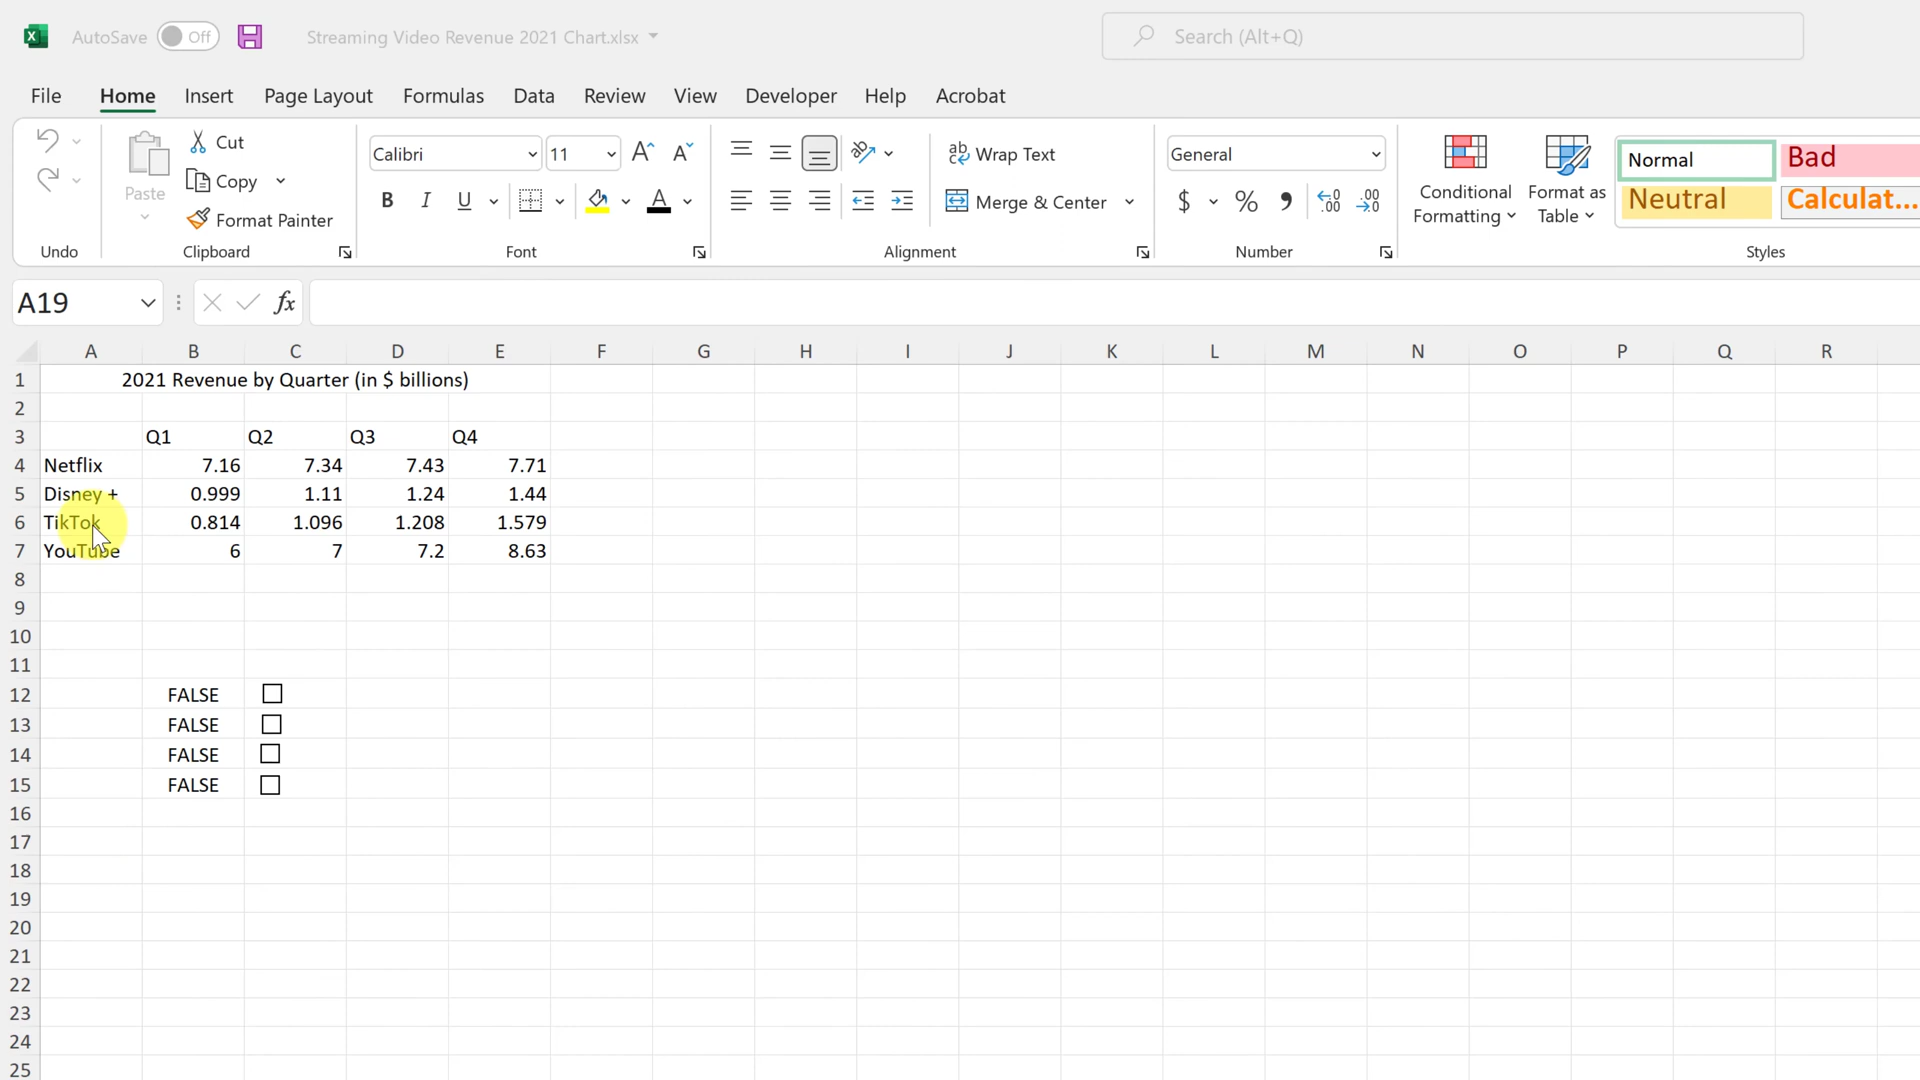 AutoSave Off Streaming Video Revenue 2021 Chart.xlsx Search (Alt+Q)
File Home Insert Page Layout Formulas Data Review View Developer Help Acrobat
Paste
Cut
Copy
Format Painter
Calibri 11
B I U A
ab Wrap Text
Merge & Center
General
$ % , .00 .00
Conditional Formatting
Format as Table
Normal Bad
Neutral Calculat...
Undo Clipboard Font Alignment Number Styles
A19 fx
A B C D E F G H I J K L M N O P Q R
1 2021 Revenue by Quarter (in $ billions)
2
3 Q1 Q2 Q3 Q4
4 Netflix 7.16 7.34 7.43 7.71
5 Disney + 0.999 1.11 1.24 1.44
6 TikTok 0.814 1.096 1.208 1.579
7 YouTube 6 7 7.2 8.63
8
9
10
11
12 FALSE
13 FALSE
14 FALSE
15 FALSE
16
17
18
19
20
21
22
23
24
25